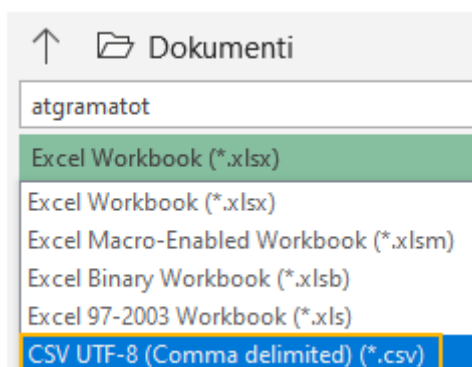 Dokumenti
atgramatot
Excel Workbook (*.xlsx)
Excel Workbook (*.xlsx)
Excel Macro-Enabled Workbook (*.xlsm)
Excel Binary Workbook (*.xlsb)
Excel 97-2003 Workbook (*.xls)
CSV UTF-8 (Comma delimited) (*.csv)